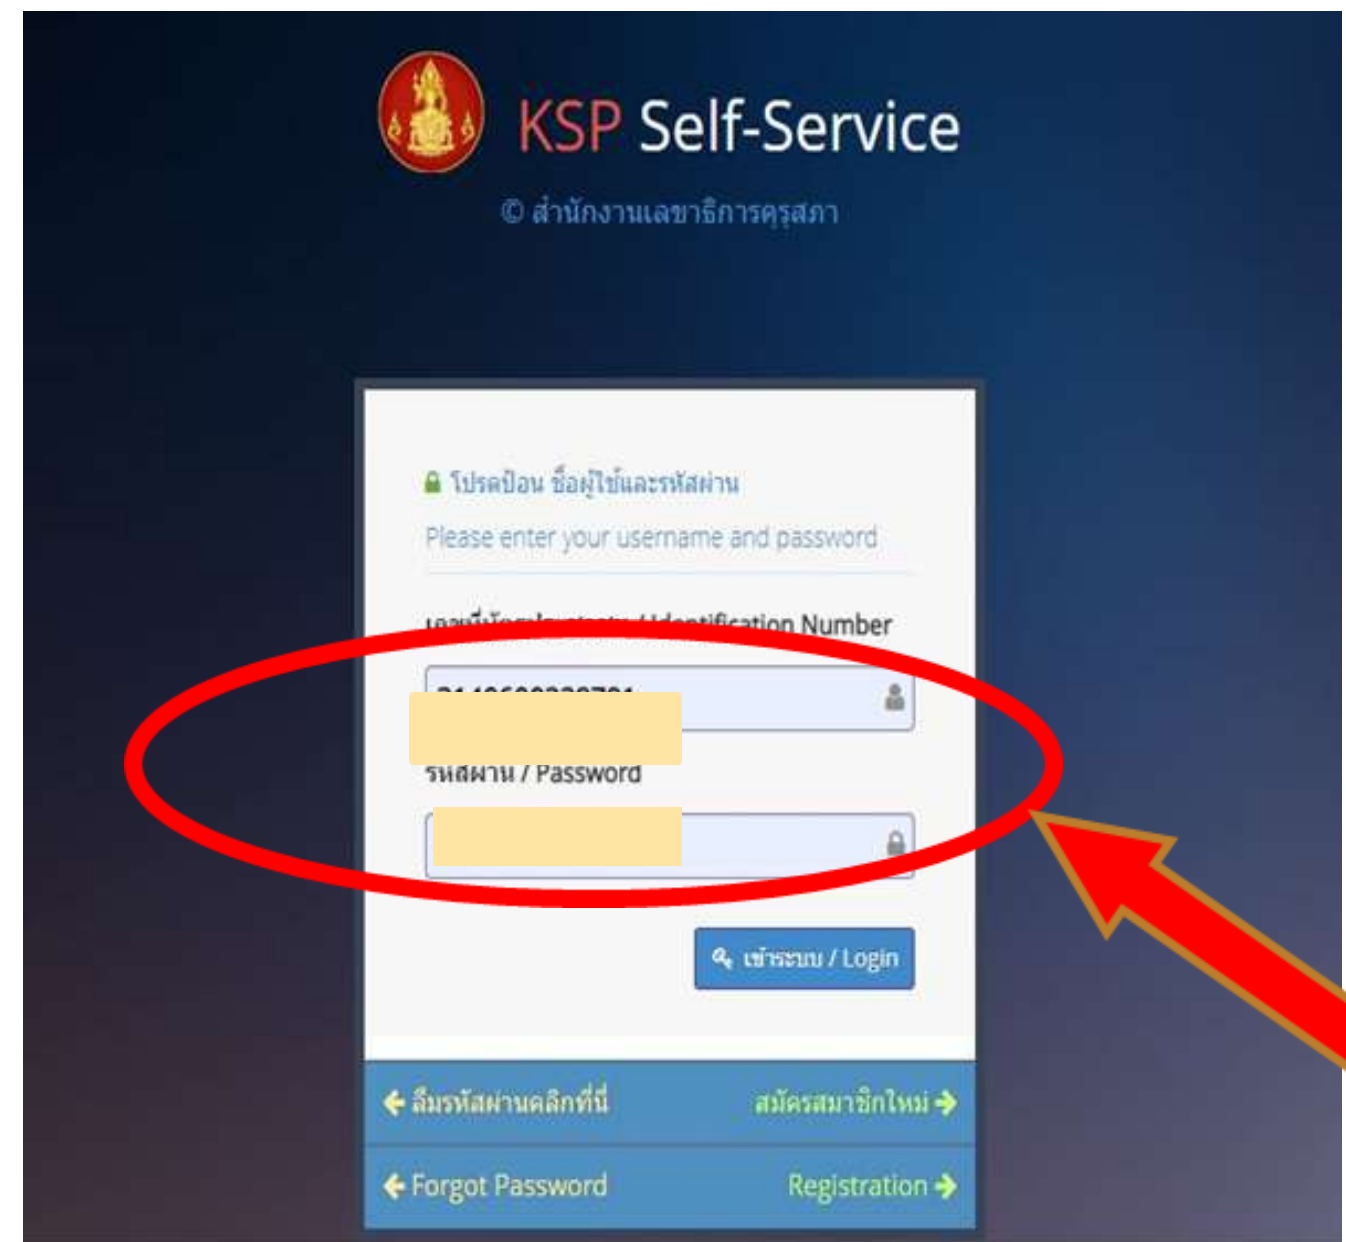 KSP Self-Service
© สำนักงานเลขาธิการคุรุสภา
โปรดป้อน ชื่อผู้ใช้และรหัสผ่าน
Please enter your username and password
/ Identification Number
รหัสผ่าน / Password
เข้าระบบ / Login
ลืมรหัสผ่านคลิกที่นี่ สมัครสมาชิกใหม่
Forgot Password Registration